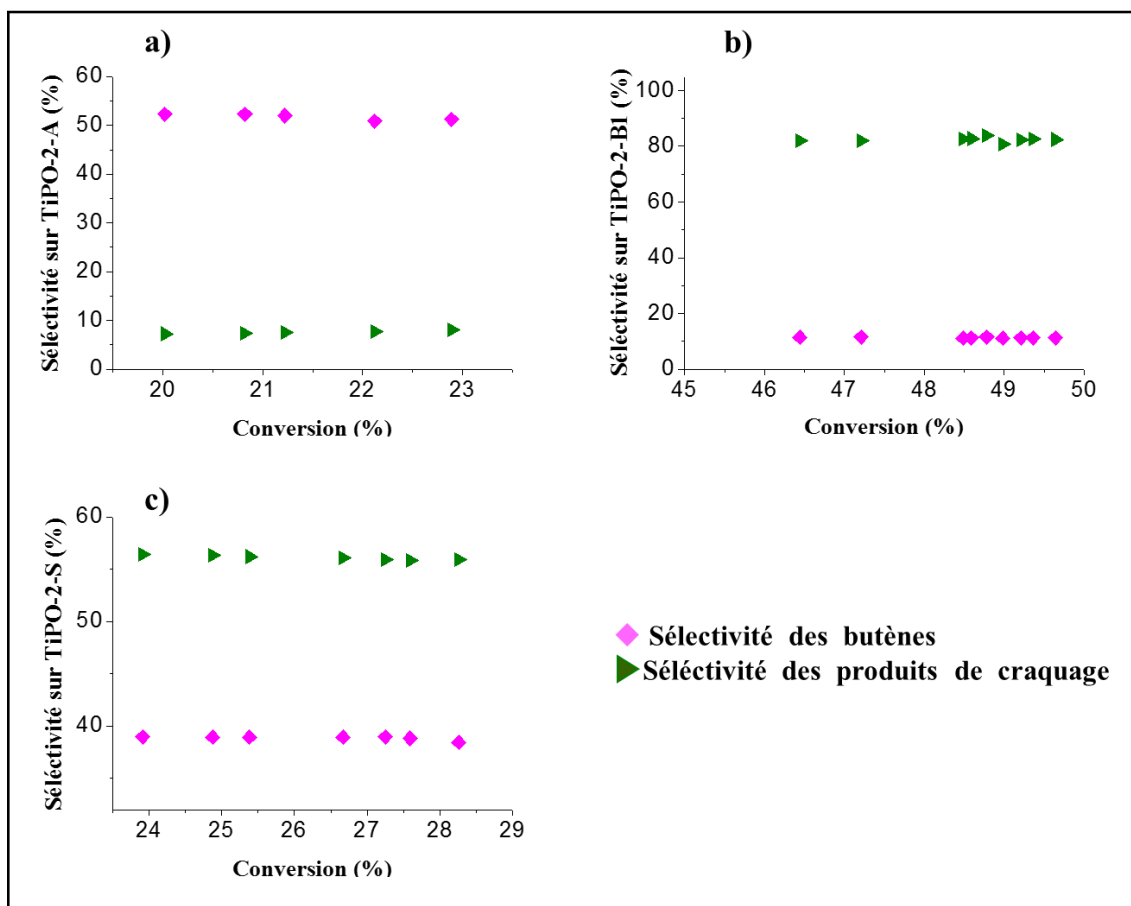 a)
Séléctivité sur TiPO-2-A (%)
60
50
40
30
20
10
0
20 21 22 23
Conversion (%)
b)
Séléctivité sur TiPO-2-B1 (%)
100
80
60
40
20
0
45 46 47 48 49 50
Conversion (%)
c)
Séléctivité sur TiPO-2-S (%)
60
50
40
24 25 26 27 28 29
Conversion (%)
Sélectivité des butènes
Séléctivité des produits de craquage